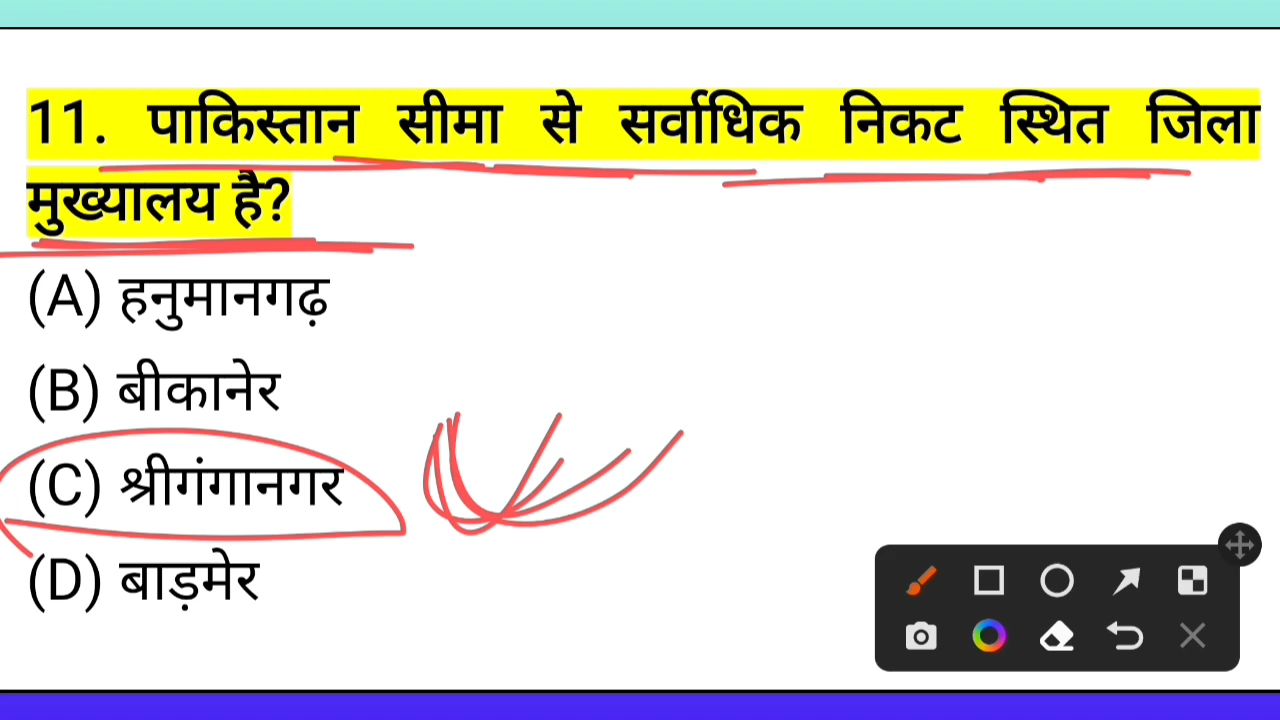 11. पाकिस्तान सीमा से सर्वाधिक निकट स्थित जिला
मुख्यालय है?
(A) हनुमानगढ़
(B) बीकानेर
(C) श्रीगंगानगर
(D) बाड़मेर